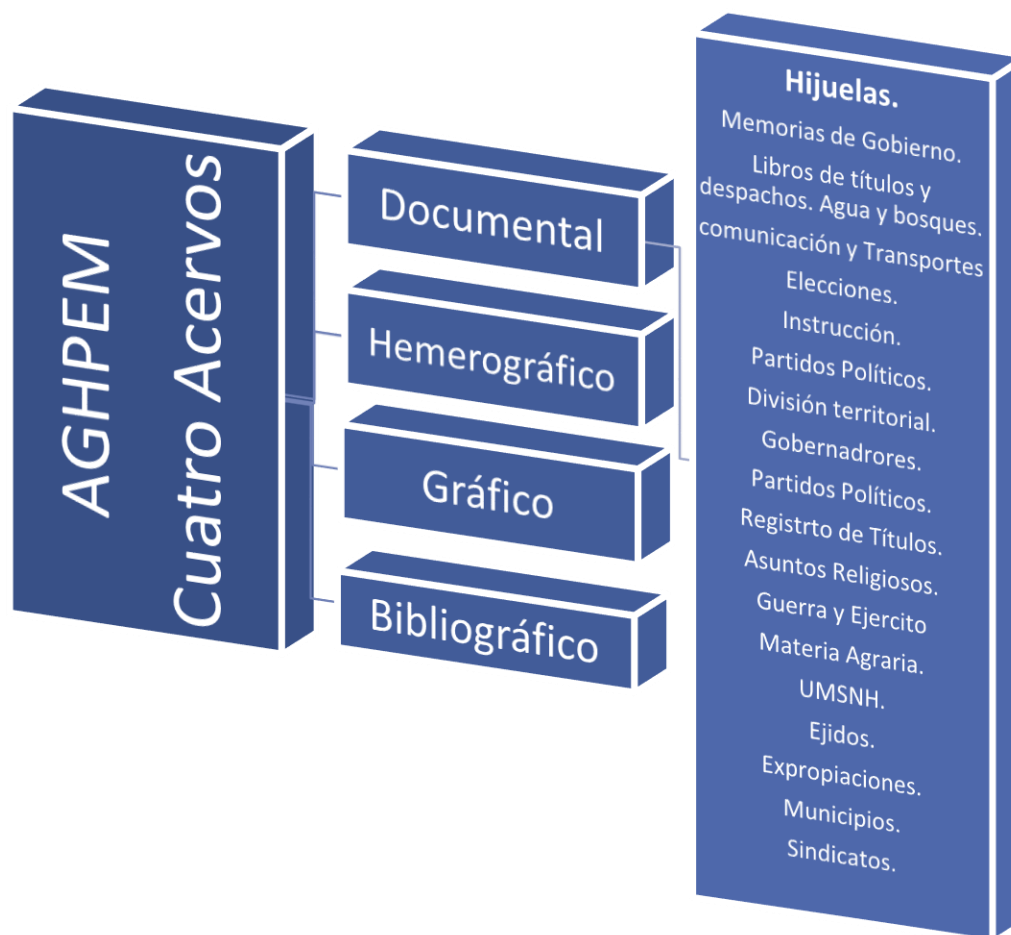 AGHPEM
Cuatro Acervos
Documental
Hemerográfico
Gráfico
Bibliográfico
Hijuelas.
Memorias de Gobierno.
Libros de títulos y
despachos. Agua y bosques.
comunicación y Transportes
Elecciones.
Instrucción.
Partidos Políticos.
División territorial.
Gobernadrores.
Partidos Políticos.
Registrto de Títulos.
Asuntos Religiosos.
Guerra y Ejercito
Materia Agraria.
UMSNH.
Ejidos.
Expropiaciones.
Municipios.
Sindicatos.